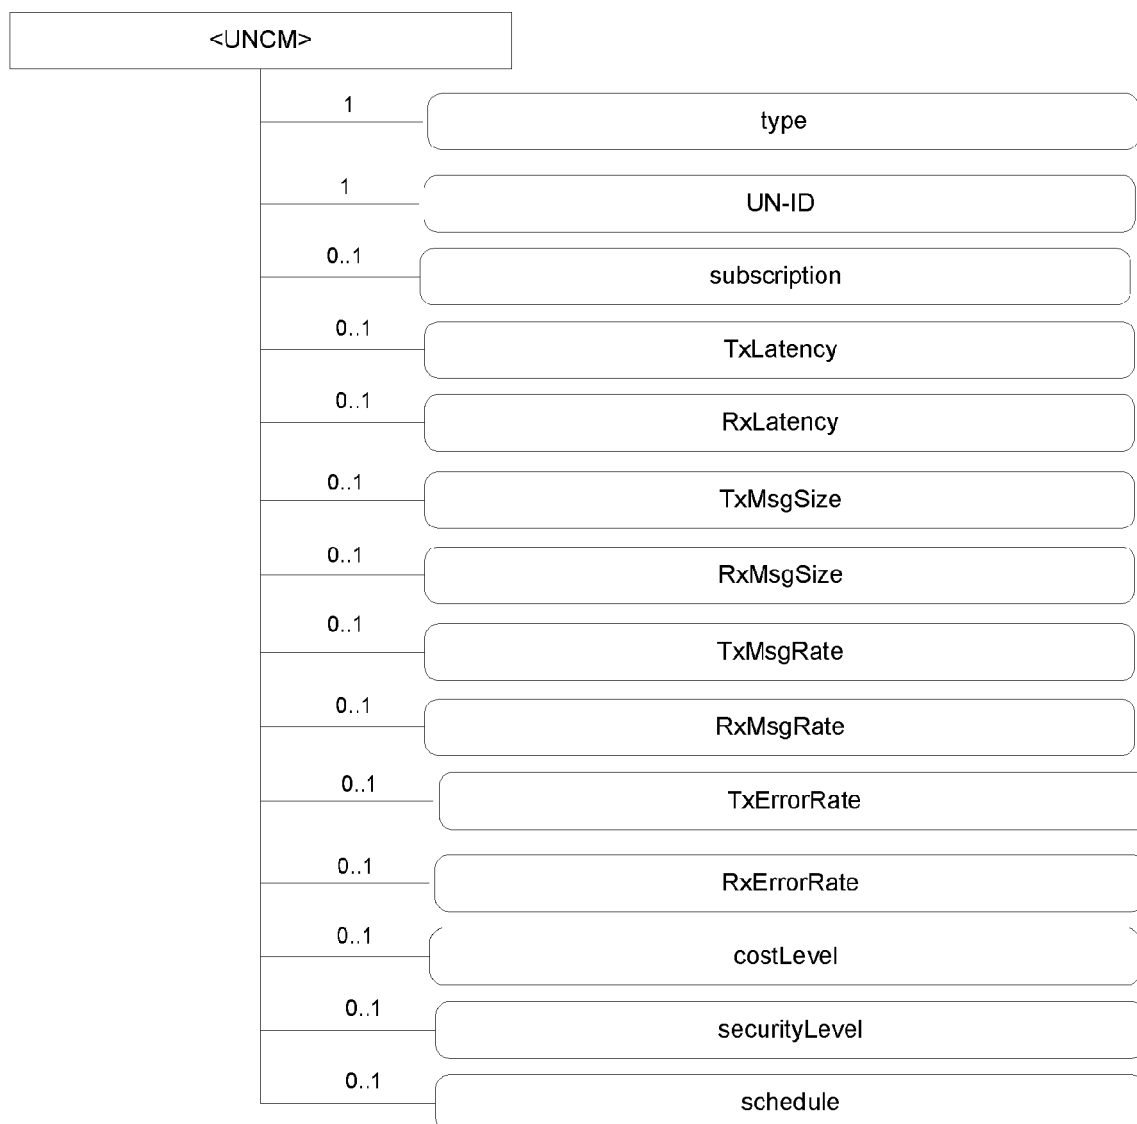 <UNCM>
1
type
1
UN-ID
0..1
subscription
0..1
TxLatency
0..1
RxLatency
0..1
TxMsgSize
0..1
RxMsgSize
0..1
TxMsgRate
0..1
RxMsgRate
0..1
TxErrorRate
0..1
RxErrorRate
0..1
costLevel
0..1
securityLevel
0..1
schedule